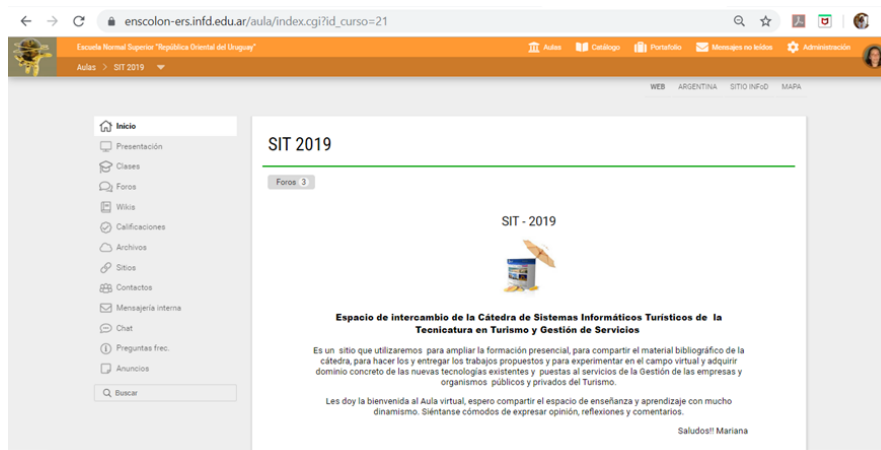 enscolon-ers.infd.edu.ar/aula/index.cgi?id_curso=21
Escuela Normal Superior "República Oriental del Uruguay"
Aulas
Catálogo
Portafolio
Mensajes no leídos
Administración
Aulas > SIT 2019
WEB ARGENTINA SITIO INFoD MAPA
Inicio
Presentación
Clases
Foros
Wikis
Calificaciones
Archivos
Sitios
Contactos
Mensajería interna
Chat
Preguntas frec.
Anuncios
Buscar
SIT 2019
Foros 3
SIT - 2019
Espacio de intercambio de la Cátedra de Sistemas Informáticos Turísticos de la
Tecnicatura en Turismo y Gestión de Servicios
Es un sitio que utilizaremos para ampliar la formación presencial, para compartir el material bibliográfico de la
cátedra, para hacer los y entregar los trabajos propuestos y para experimentar en el campo virtual y adquirir
dominio concreto de las nuevas tecnologías existentes y puestas al servicios de la Gestión de las empresas y
organismos públicos y privados del Turismo.
Les doy la bienvenida al Aula virtual, espero compartir el espacio de enseñanza y aprendizaje con mucho
dinamismo. Siéntanse cómodos de expresar opinión, reflexiones y comentarios.
Saludos!! Mariana